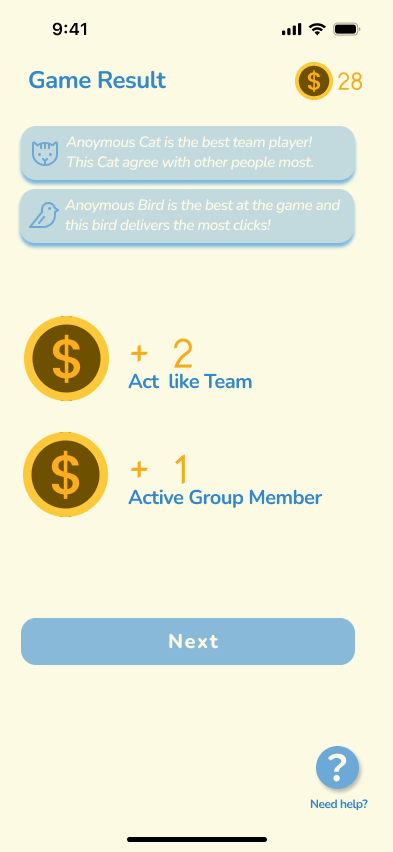 9:41
Game Result
$ 28
Anoymous Cat is the best team player!
This Cat agree with other people most.
Anoymous Bird is the best at the game and
this bird delivers the most clicks!
$ + 2
Act like Team
$ + 1
Active Group Member
Next
?
Need help?